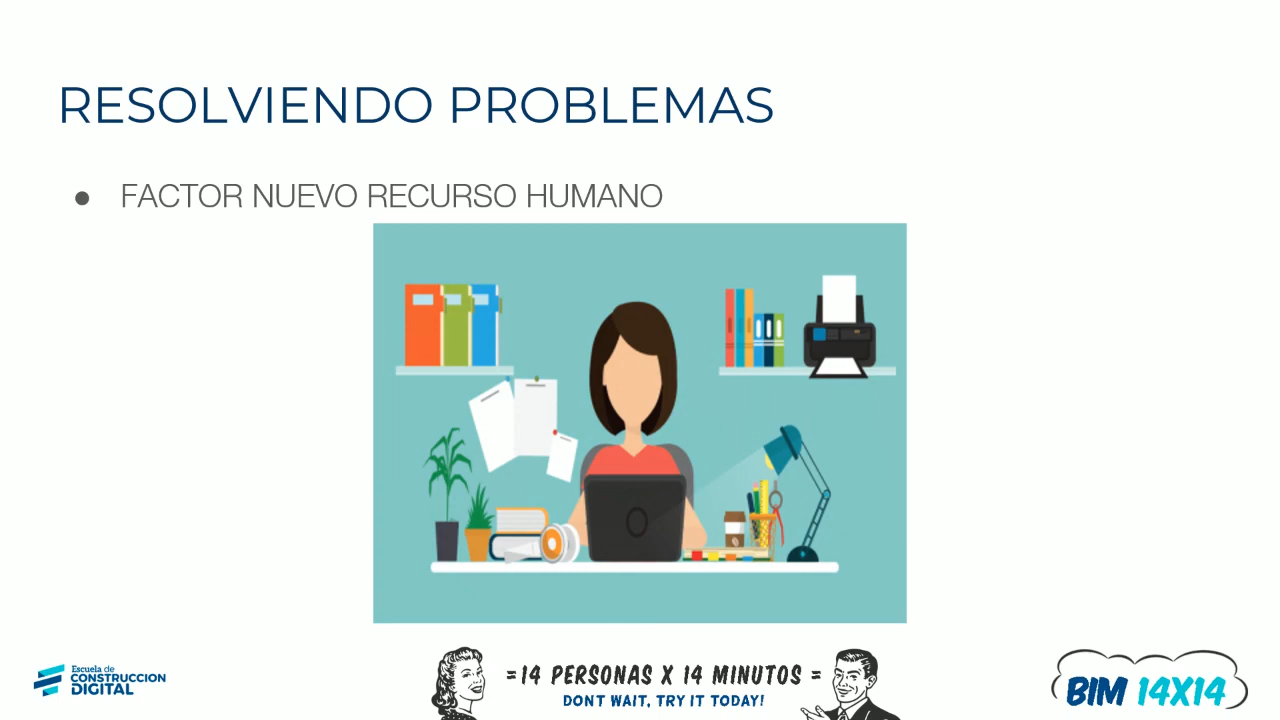 RESOLVIENDO PROBLEMAS
● FACTOR NUEVO RECURSO HUMANO
Escuela de
CONSTRUCCION
DIGITAL
=14 PERSONAS X 14 MINUTOS =
DONT WAIT, TRY IT TODAY!
BIM 14X14